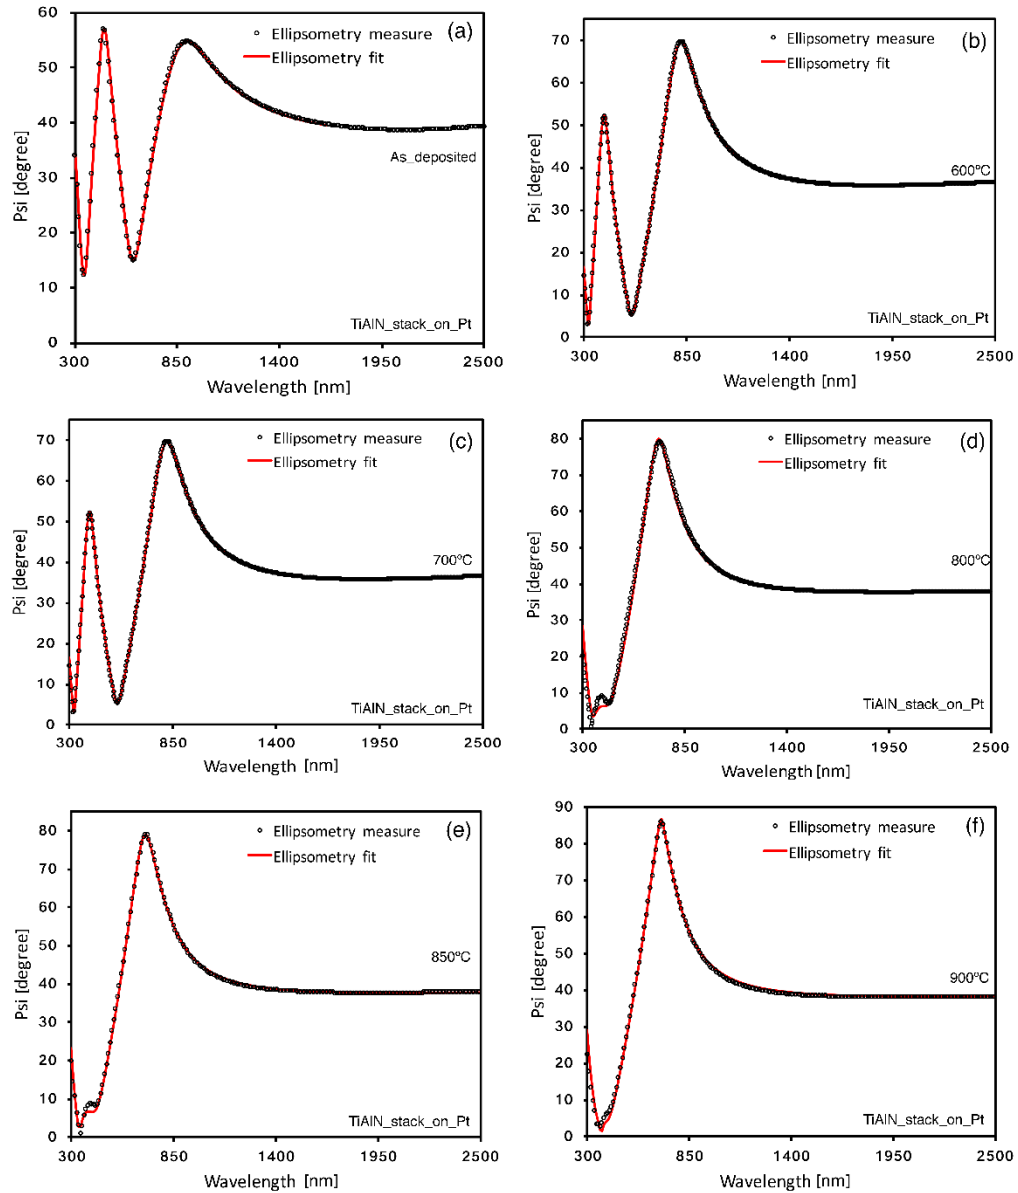 (a)
Ellipsometry measure
Ellipsometry fit
60
50
40
30
20
10
0
Psi [degree]
As_deposited
TiAlN_stack_on_Pt
300 850 1400 1950 2500
Wavelength [nm]
(b)
Ellipsometry measure
Ellipsometry fit
70
60
50
40
30
20
10
0
Psi [degree]
600ºC
TiAlN_stack_on_Pt
300 850 1400 1950 2500
Wavelength [nm]
(c)
Ellipsometry measure
Ellipsometry fit
70
60
50
40
30
20
10
0
Psi [degree]
700ºC
TiAlN_stack_on_Pt
300 850 1400 1950 2500
Wavelength [nm]
(d)
Ellipsometry measure
Ellipsometry fit
80
70
60
50
40
30
20
10
0
Psi [degree]
800ºC
TiAlN_stack_on_Pt
300 850 1400 1950 2500
Wavelength [nm]
(e)
Ellipsometry measure
Ellipsometry fit
80
70
60
50
40
30
20
10
0
Psi [degree]
850ºC
TiAlN_stack_on_Pt
300 850 1400 1950 2500
Wavelength [nm]
(f)
Ellipsometry measure
Ellipsometry fit
90
80
70
60
50
40
30
20
10
0
Psi [degree]
900ºC
TiAlN_stack_on_Pt
300 850 1400 1950 2500
Wavelength [nm]